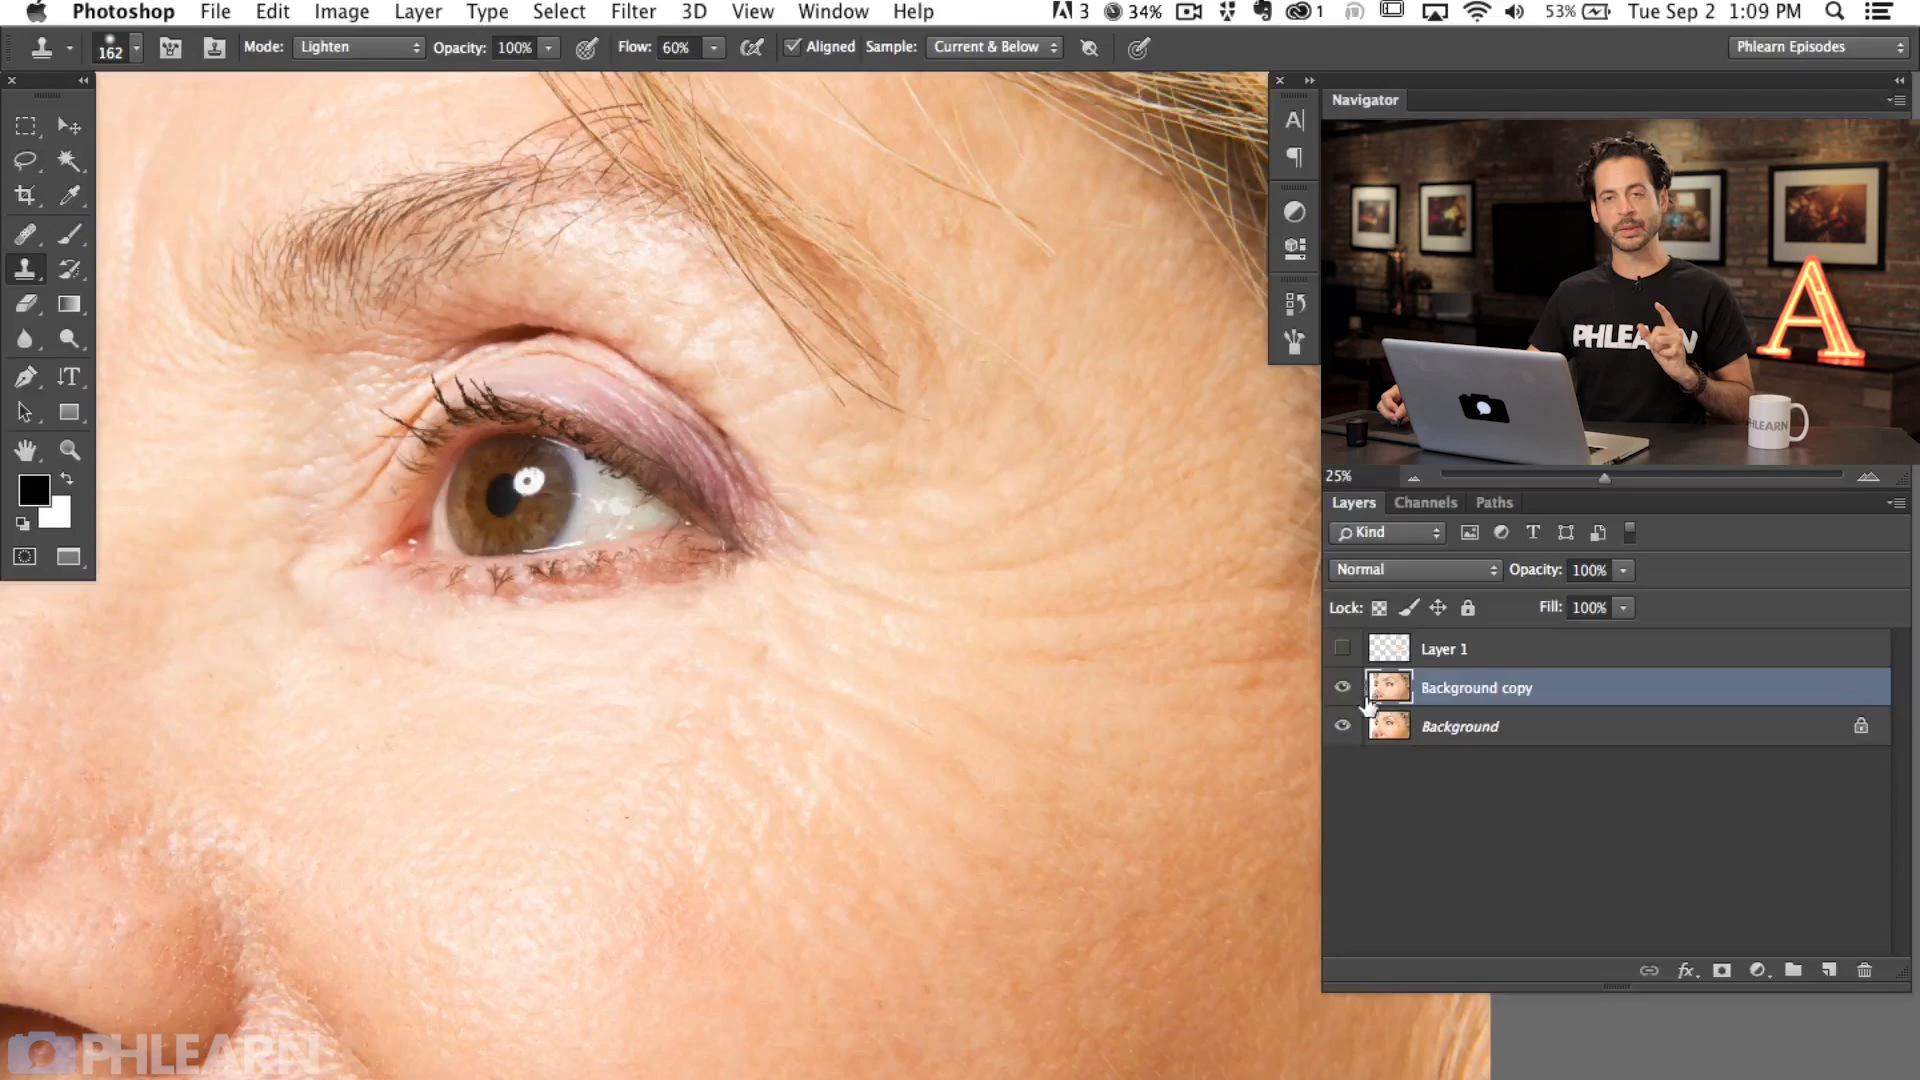 Photoshop File Edit Image Layer Type Select Filter 3D View Window Help 3 34% 1 53% Tue Sep 2 1:09 PM
162 Mode: Lighten Opacity: 100% Flow: 60% Aligned Sample: Current & Below Phlearn Episodes
Navigator
PHLEARN
PHLEARN
A
25%
Layers Channels Paths
Kind
Normal Opacity: 100%
Lock: Fill: 100%
Layer 1
Background copy
Background
fx
PHLEARN